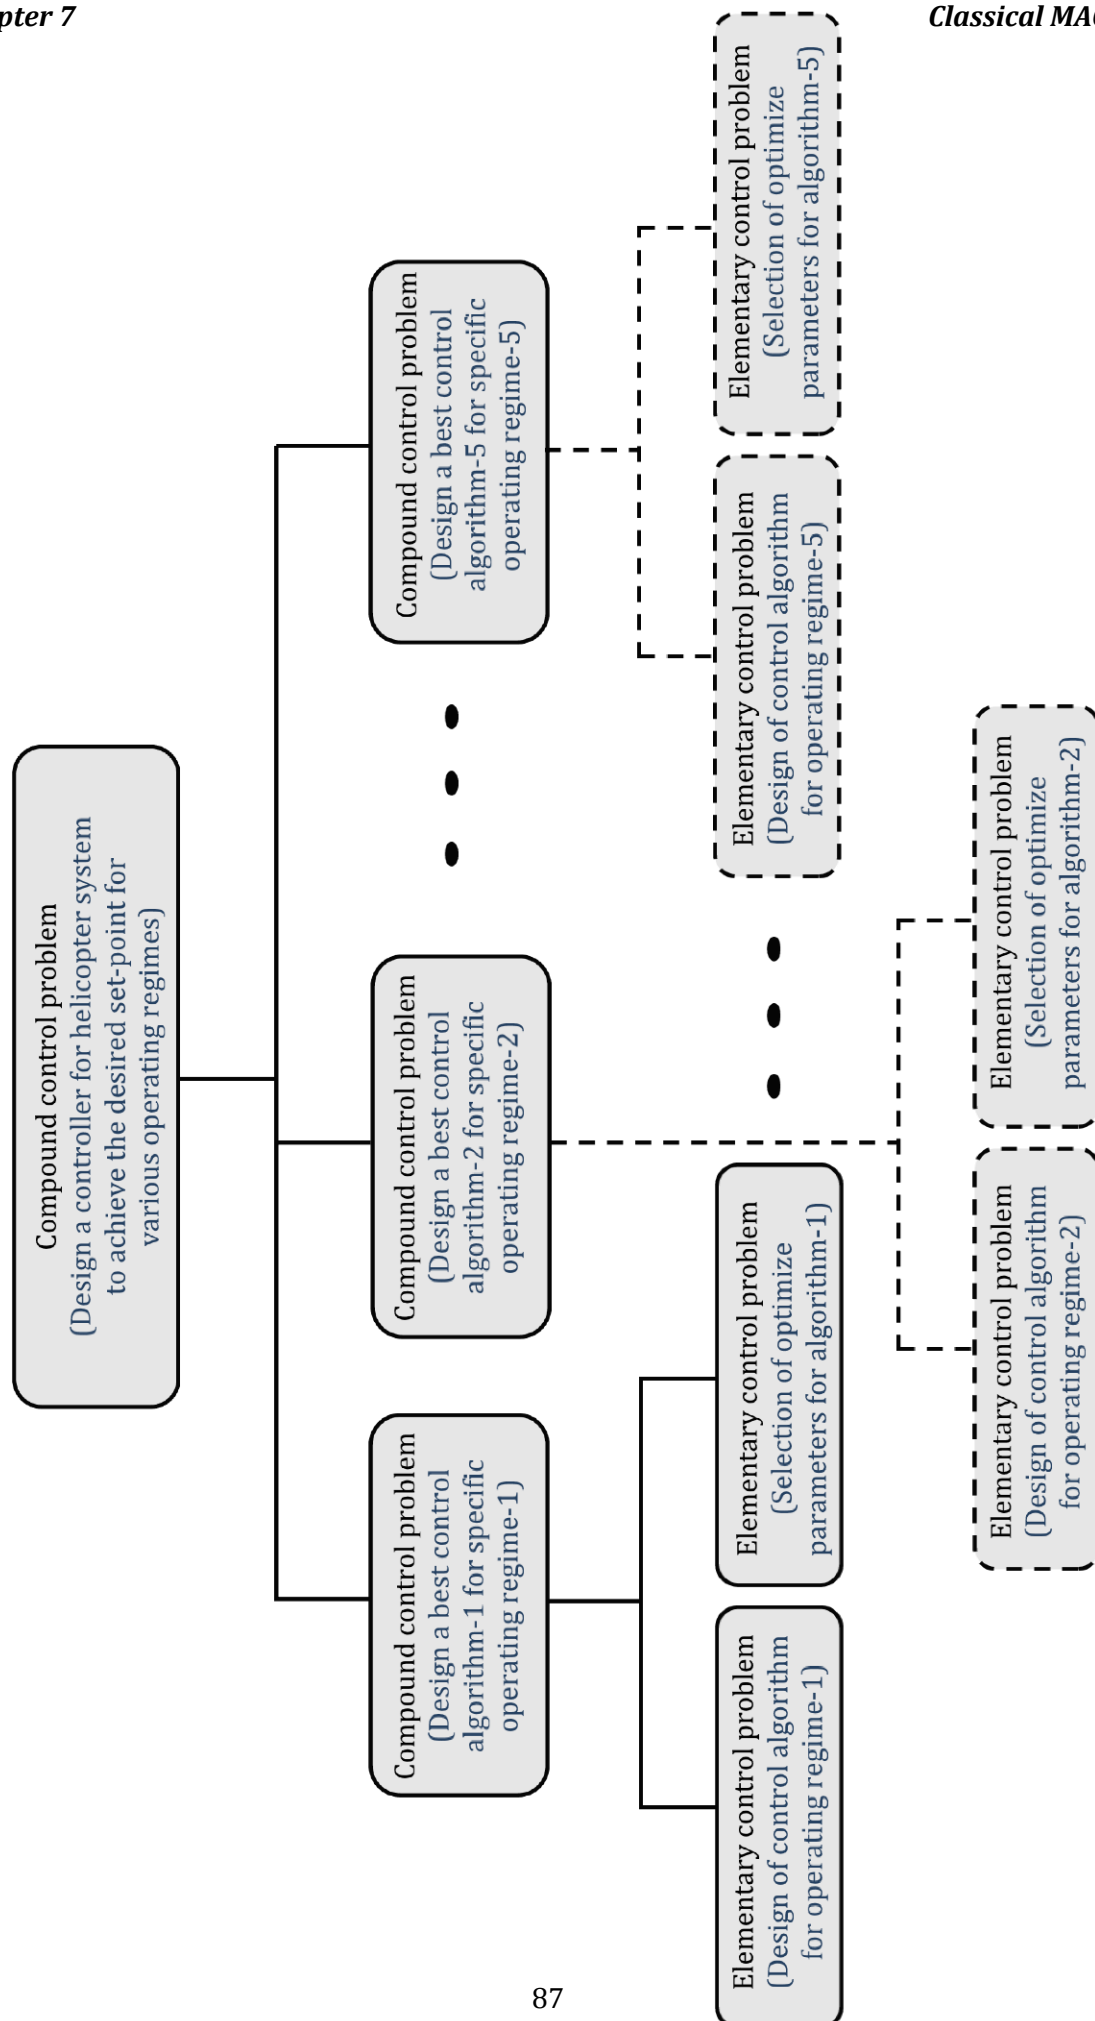 pter 7
Classical MA
Compound control problem
(Design a controller for helicopter system
to achieve the desired set-point for
various operating regimes)
Compound control problem
(Design a best control
algorithm-1 for specific
operating regime-1)
Compound control problem
(Design a best control
algorithm-2 for specific
operating regime-2)
Compound control problem
(Design a best control
algorithm-5 for specific
operating regime-5)
Elementary control problem
(Design of control algorithm
for operating regime-1)
Elementary control problem
(Selection of optimize
parameters for algorithm-1)
Elementary control problem
(Design of control algorithm
for operating regime-5)
Elementary control problem
(Selection of optimize
parameters for algorithm-5)
Elementary control problem
(Design of control algorithm
for operating regime-2)
Elementary control problem
(Selection of optimize
parameters for algorithm-2)
87